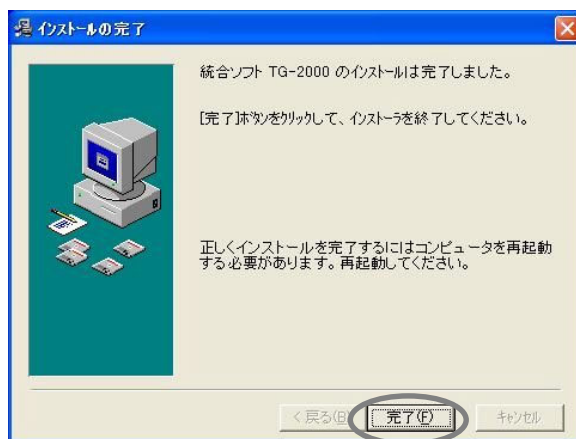 インストールの完了
統合ソフト TG-2000 のインストールは完了しました。
[完了]ボタンをクリックして、インストーラを終了してください。
正しくインストールを完了するにはコンピュータを再起動
する必要があります。再起動してください。
< 戻る(B) 完了(F) キャンセル